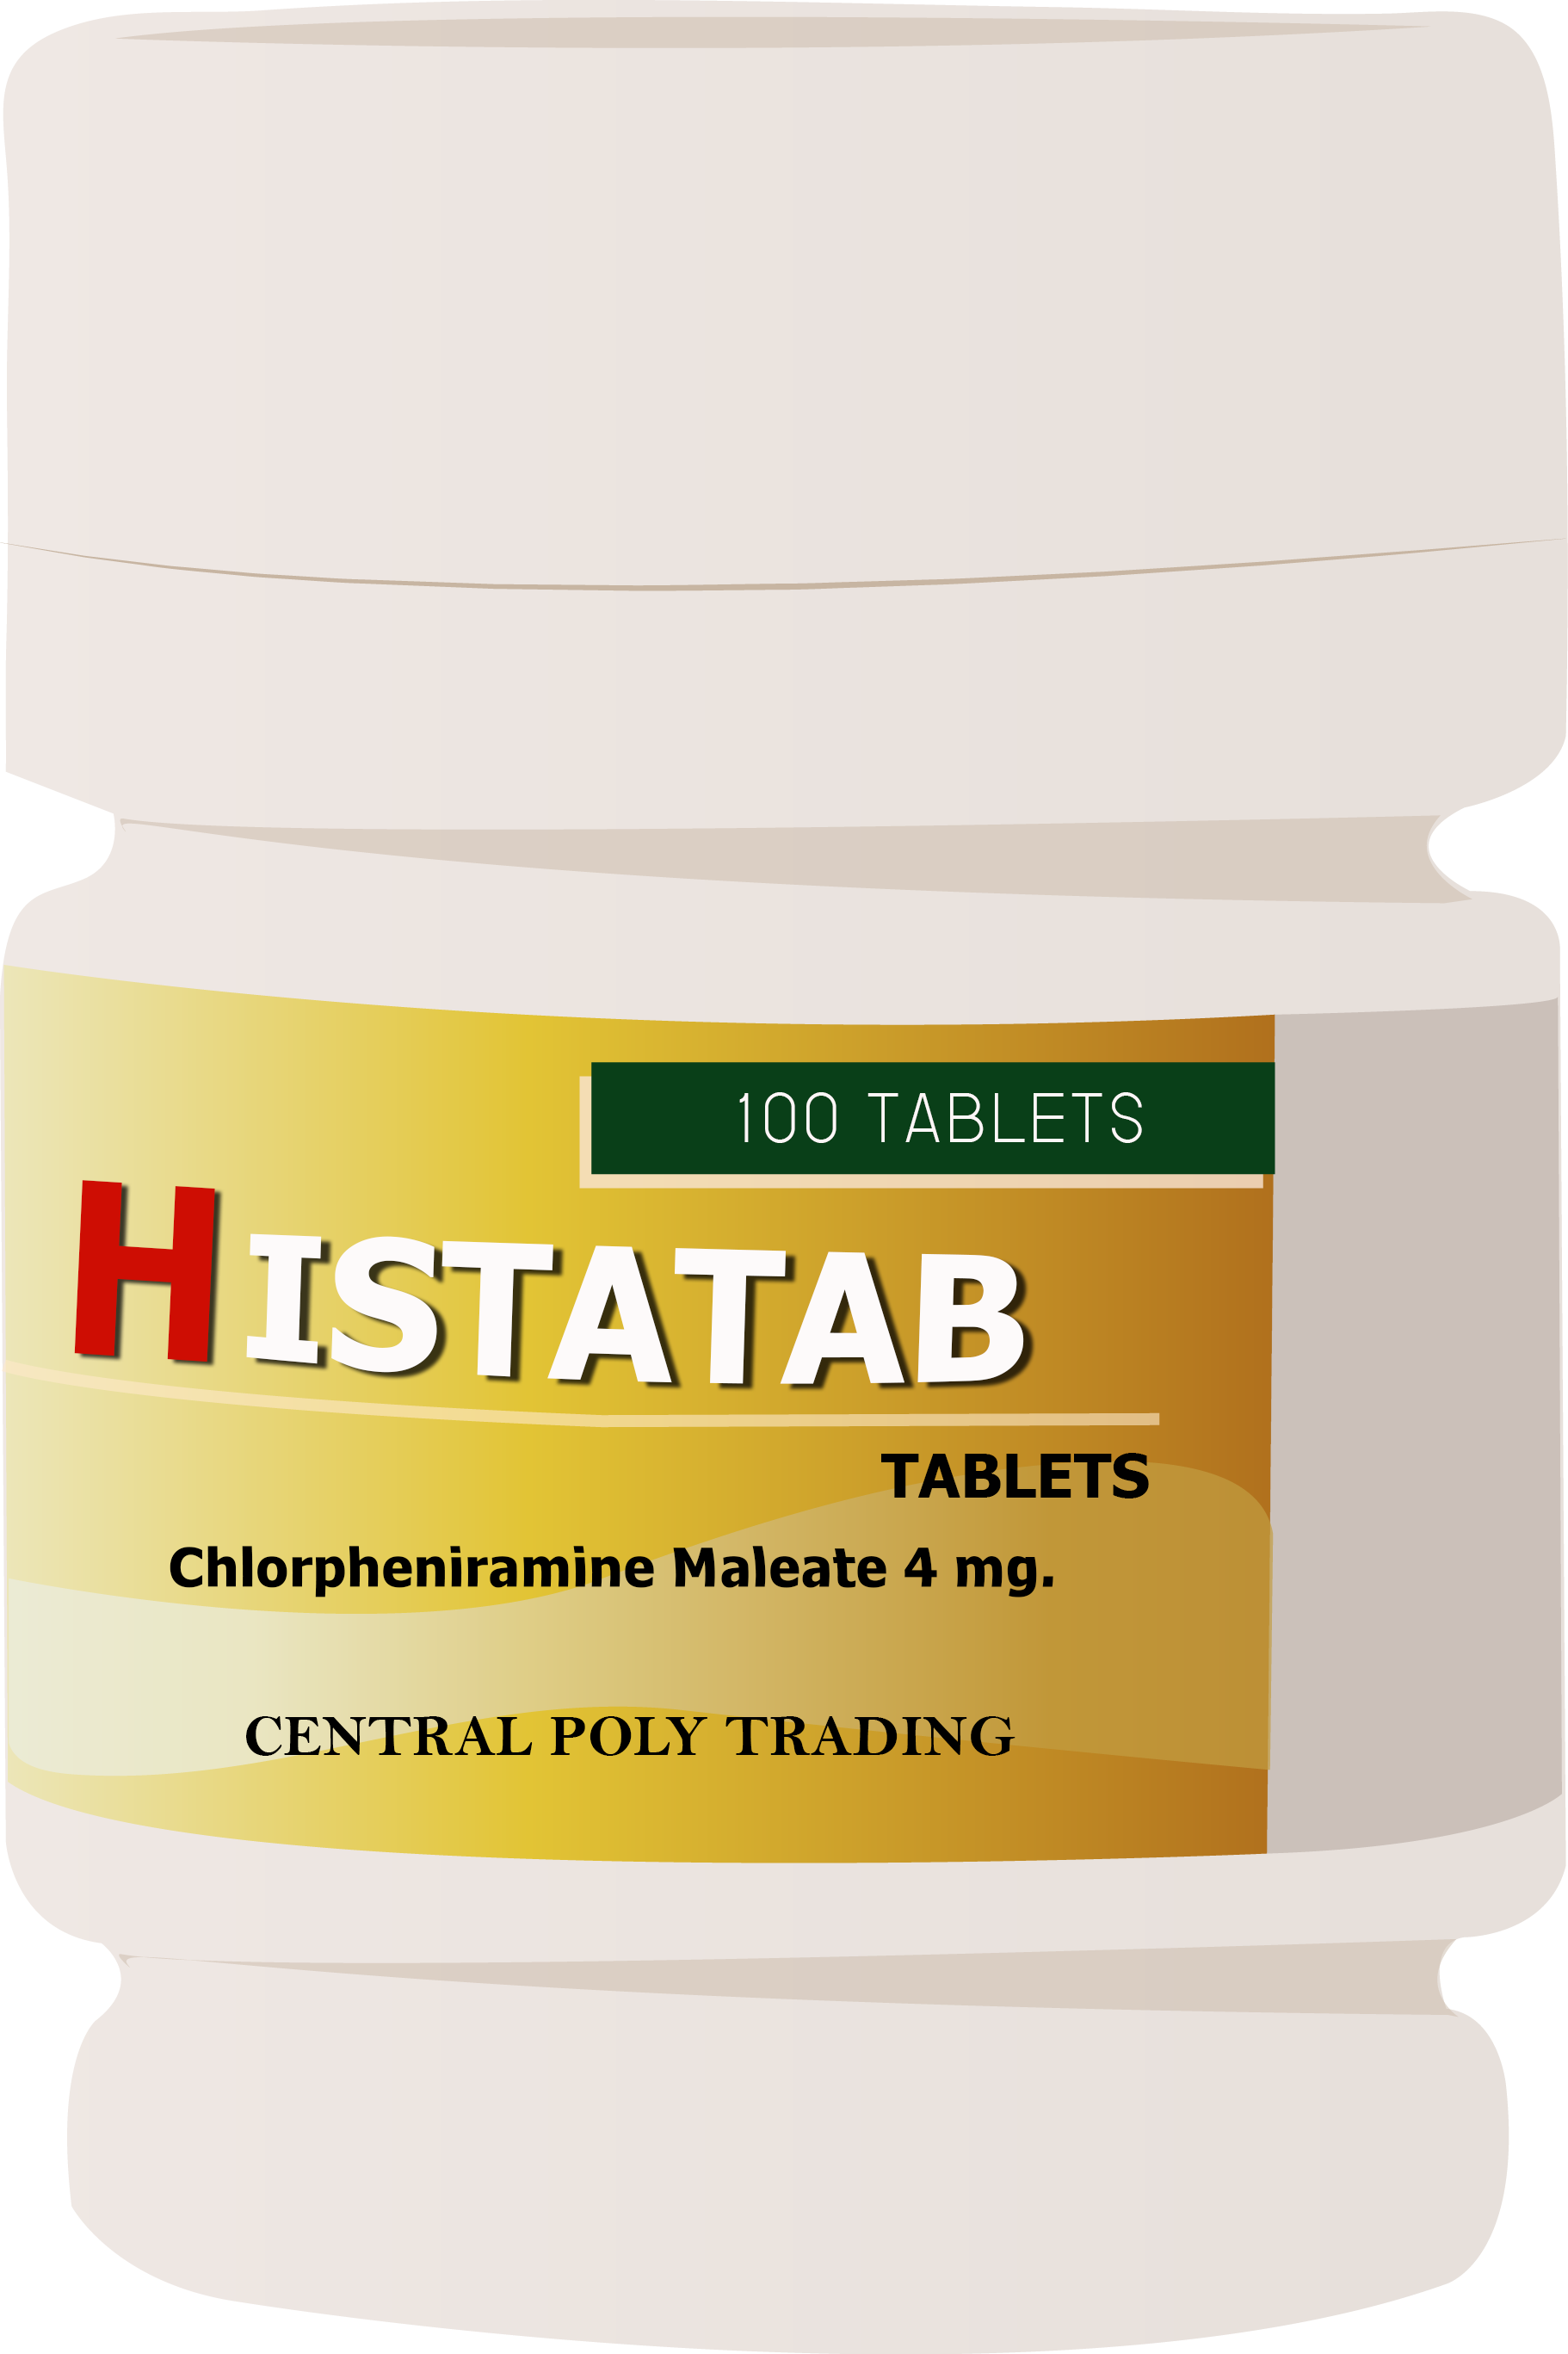 100 TABLETS
HISTATAB
TABLETS
Chlorpheniramine Maleate 4 mg.
CENTRAL POLY TRADING